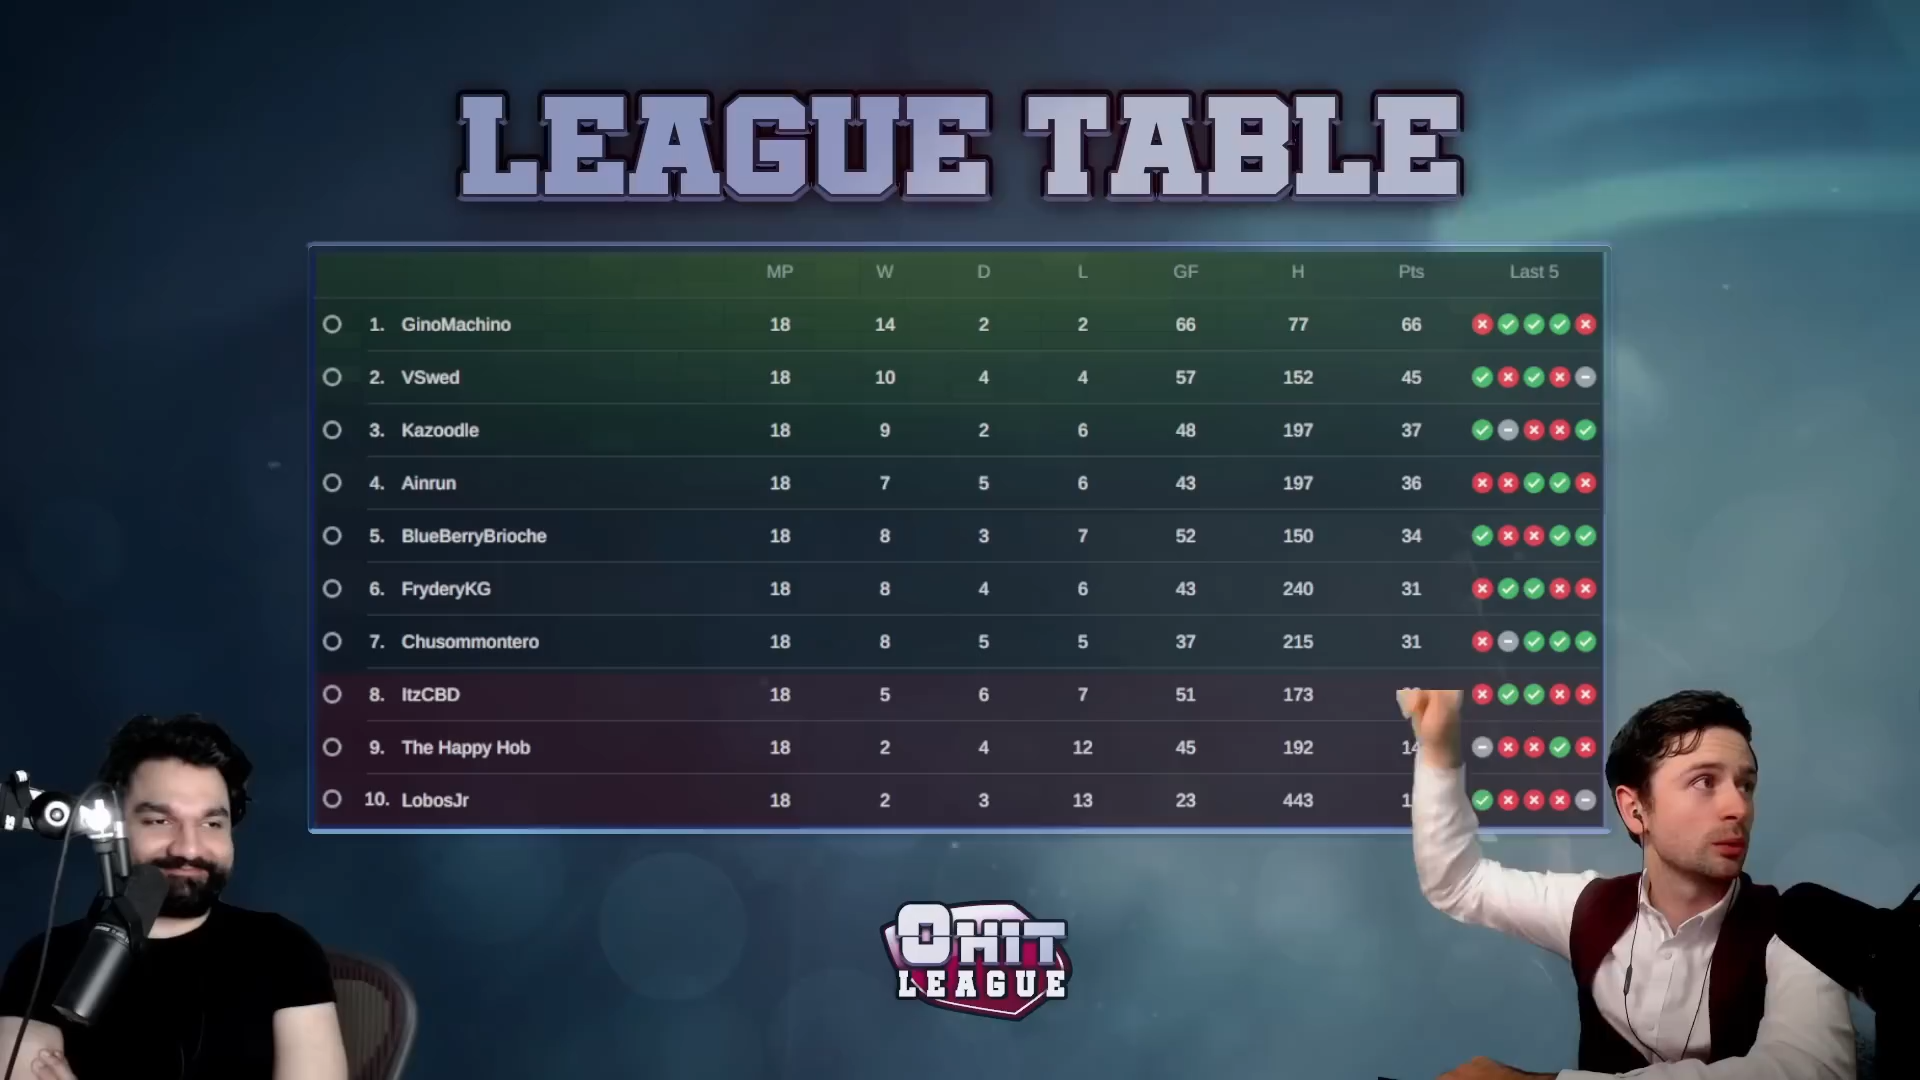 LEAGUE TABLE
MP W D L GF H Pts Last 5
1. GinoMachino 18 14 2 2 66 77 66
2. VSwed 18 10 4 4 57 152 45
3. Kazoodle 18 9 2 6 48 197 37
4. Ainrun 18 7 5 6 43 197 36
5. BlueBerryBrioche 18 8 3 7 52 150 34
6. FryderyKG 18 8 4 6 43 240 31
7. Chusommontero 18 8 5 5 37 215 31
8. ItzCBD 18 5 6 7 51 173
9. The Happy Hob 18 2 4 12 45 192 14
10. LobosJr 18 2 3 13 23 443
0 HIT
LEAGUE